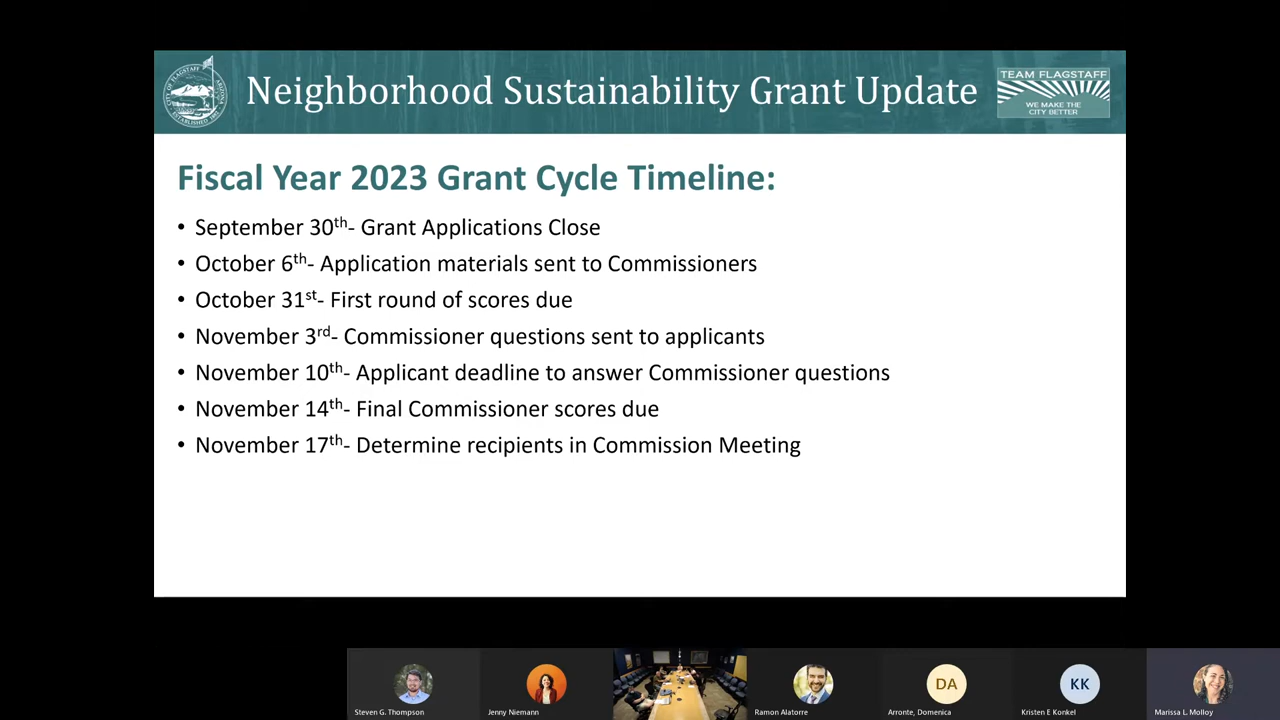 Neighborhood Sustainability Grant Update
TEAM FLAGSTAFF
WE MAKE THE
CITY BETTER
Fiscal Year 2023 Grant Cycle Timeline:
• September 30th- Grant Applications Close
• October 6th- Application materials sent to Commissioners
• October 31st- First round of scores due
• November 3rd- Commissioner questions sent to applicants
• November 10th- Applicant deadline to answer Commissioner questions
• November 14th- Final Commissioner scores due
• November 17th- Determine recipients in Commission Meeting
DA
KK
Steven G. Thompson
Jenny Niemann
Ramon Alatorre
Arronte, Domenica
Kristen E Konkel
Marissa L. Molloy